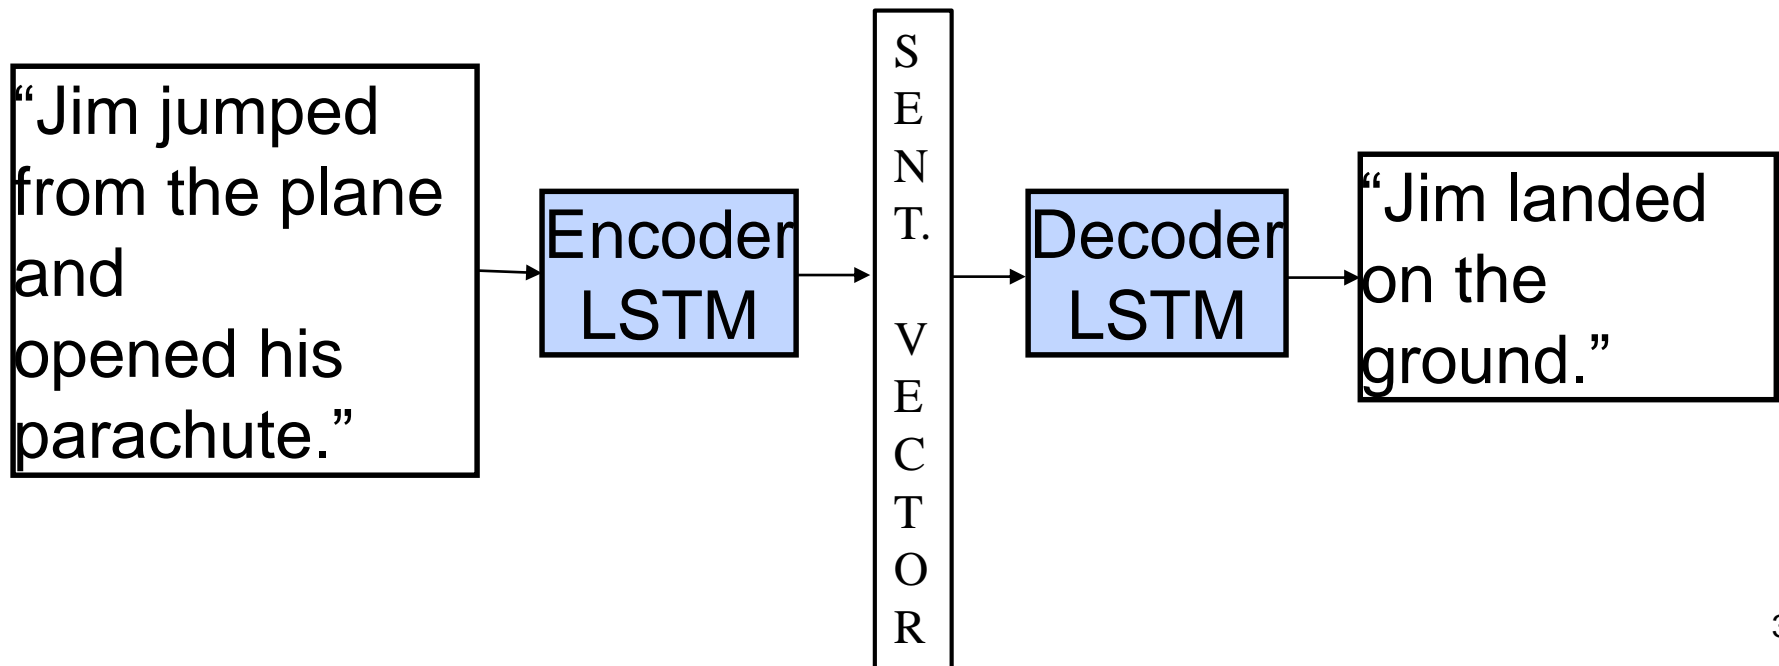 “Jim jumped
from the plane
and
opened his
parachute.”
Encoder
LSTM
S
E
N
T.
V
E
C
T
O
R
Decoder
LSTM
“Jim landed
on the
ground.”